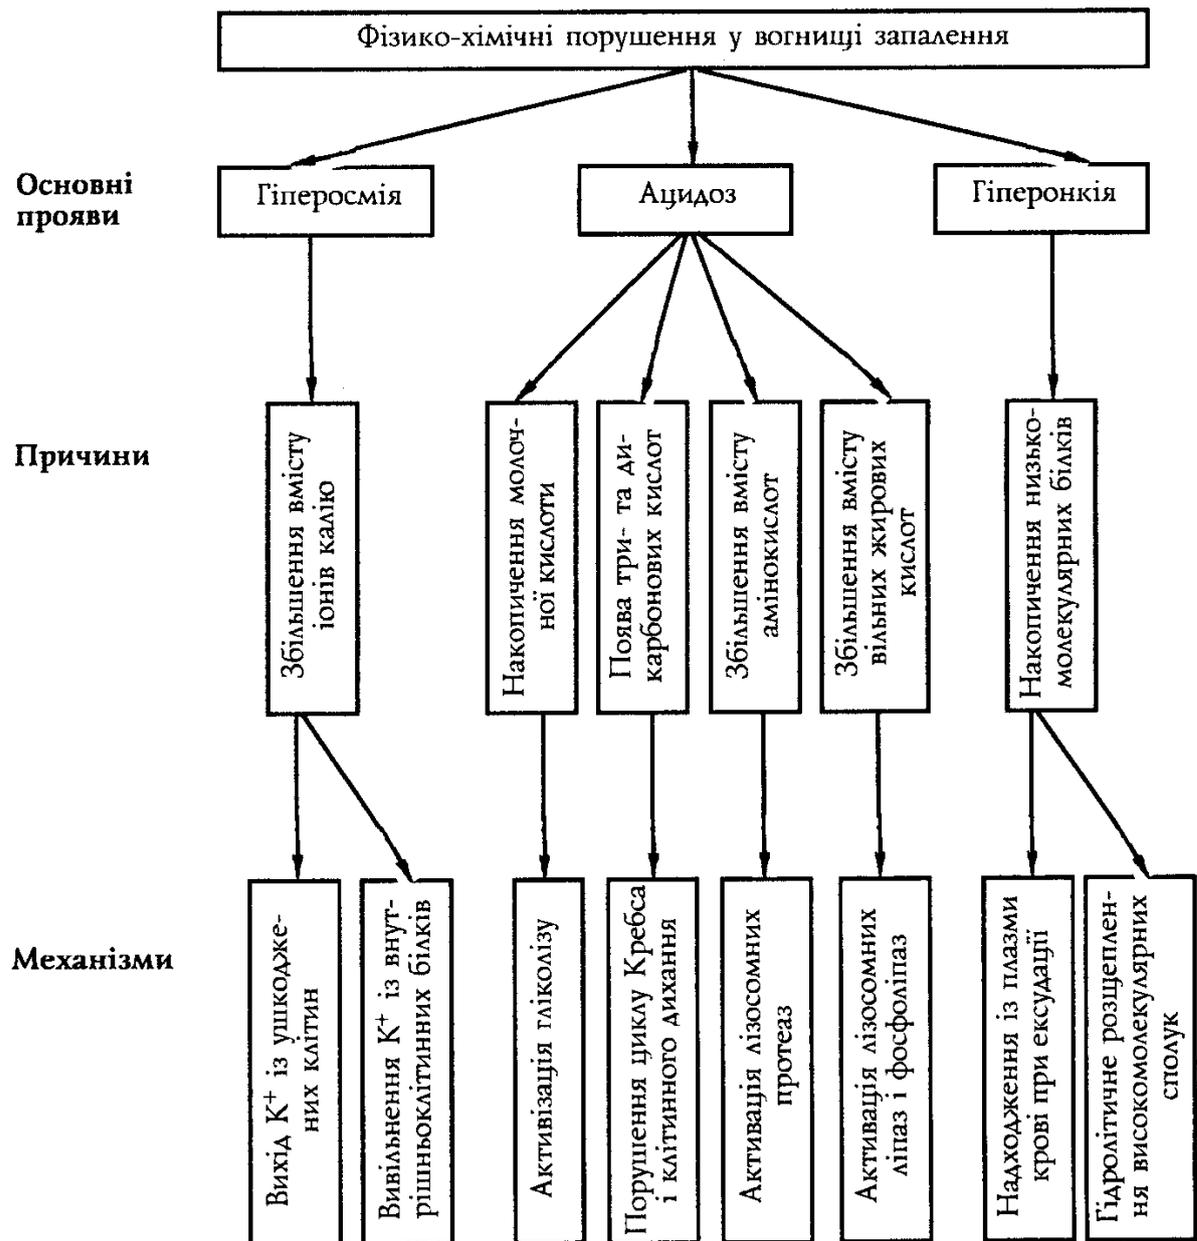 Фізико-хімічні порушення у вогнищі запалення
Основні
прояви
Гіперосмія
Ацидоз
Гіперонкія
Причини
Збільшення вмісту
іонів калію
Накопичення молоч-
ної кислоти
Поява три- та ди-
карбонових кислот
Збільшення вмісту
амінокислот
Збільшення вмісту
вільних жирових
кислот
Накопичення низько-
молекулярних білків
Механізми
Вихід К⁺ із ушкодже-
них клітин
Вивільнення К⁺ із внут-
рішньоклітинних білків
Активізація гліколізу
Порушення циклу Кребса
і клітинного дихання
Активація лізосомних
протеаз
Активація лізосомних
ліпаз і фосфоліпаз
Надходження із плазми
крові при ексудації
Гідролітичне розщеплен-
ня високомолекулярних
сполук